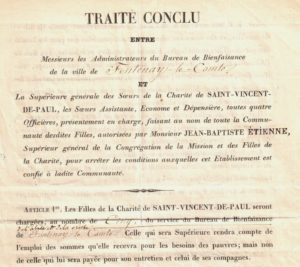 TRAITÉ CONCLU
ENTRE
Messieurs les Administrateurs du Bureau de Bienfaisance
de la ville de Fontenay-le-Comte
ET
La Supérieure générale des Sœurs de la Charité de SAINT-VINCENT-
DE-PAUL, les Sœurs Assistante, Econome et Dépensière, toutes quatre
Officières, présentement en charge, faisant au nom de toute la Commu-
nauté desdites Filles, autorisées par Monsieur JEAN-BAPTISTE ÉTIENNE,
Supérieur général de la Congrégation de la Mission et des Filles de
la Charité, pour arrêter les conditions auxquelles cet Etablissement est
confié à ladite Communauté.
ARTICLE 1er. Les Filles de la Charité de SAINT-VINCENT-DE-PAUL seront
chargées, au nombre de Cinq, du service du Bureau de Bienfaisance
de Fontenay-le-Comte. Celle qui sera Supérieure rendra compte de
l'emploi des sommes qu'elle recevra pour les besoins des pauvres; mais non
de celle qui lui sera payée pour son entretien et celui de ses compagnes.